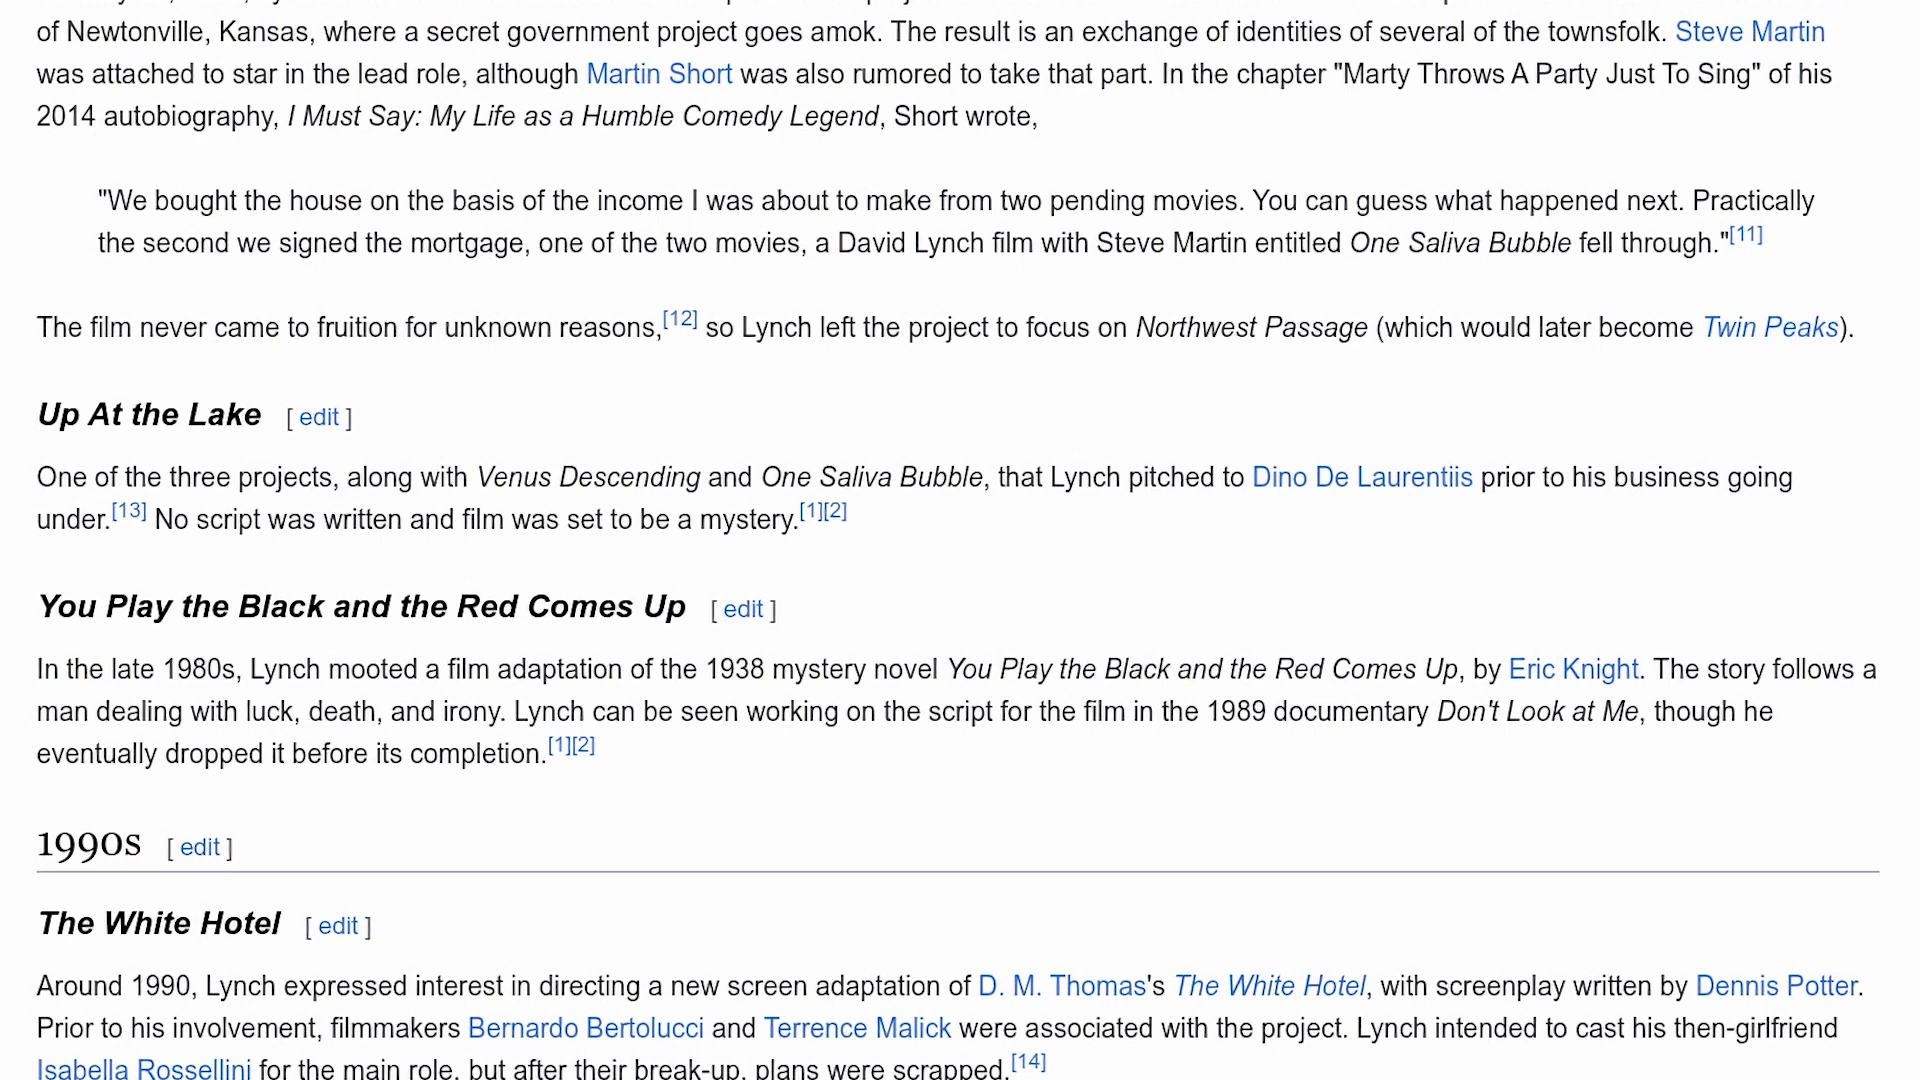 of Newtonville, Kansas, where a secret government project goes amok. The result is an exchange of identities of several of the townsfolk. Steve Martin
was attached to star in the lead role, although Martin Short was also rumored to take that part. In the chapter "Marty Throws A Party Just To Sing" of his
2014 autobiography, I Must Say: My Life as a Humble Comedy Legend, Short wrote,
"We bought the house on the basis of the income I was about to make from two pending movies. You can guess what happened next. Practically
the second we signed the mortgage, one of the two movies, a David Lynch film with Steve Martin entitled One Saliva Bubble fell through."[11]
The film never came to fruition for unknown reasons,[12] so Lynch left the project to focus on Northwest Passage (which would later become Twin Peaks).
Up At the Lake [ edit ]
One of the three projects, along with Venus Descending and One Saliva Bubble, that Lynch pitched to Dino De Laurentiis prior to his business going
under.[13] No script was written and film was set to be a mystery.[1][2]
You Play the Black and the Red Comes Up [ edit ]
In the late 1980s, Lynch mooted a film adaptation of the 1938 mystery novel You Play the Black and the Red Comes Up, by Eric Knight. The story follows a
man dealing with luck, death, and irony. Lynch can be seen working on the script for the film in the 1989 documentary Don't Look at Me, though he
eventually dropped it before its completion.[1][2]
1990s [ edit ]
The White Hotel [ edit ]
Around 1990, Lynch expressed interest in directing a new screen adaptation of D. M. Thomas's The White Hotel, with screenplay written by Dennis Potter.
Prior to his involvement, filmmakers Bernardo Bertolucci and Terrence Malick were associated with the project. Lynch intended to cast his then-girlfriend
Isabella Rossellini for the main role, but after their break-up, plans were scrapped.[14]